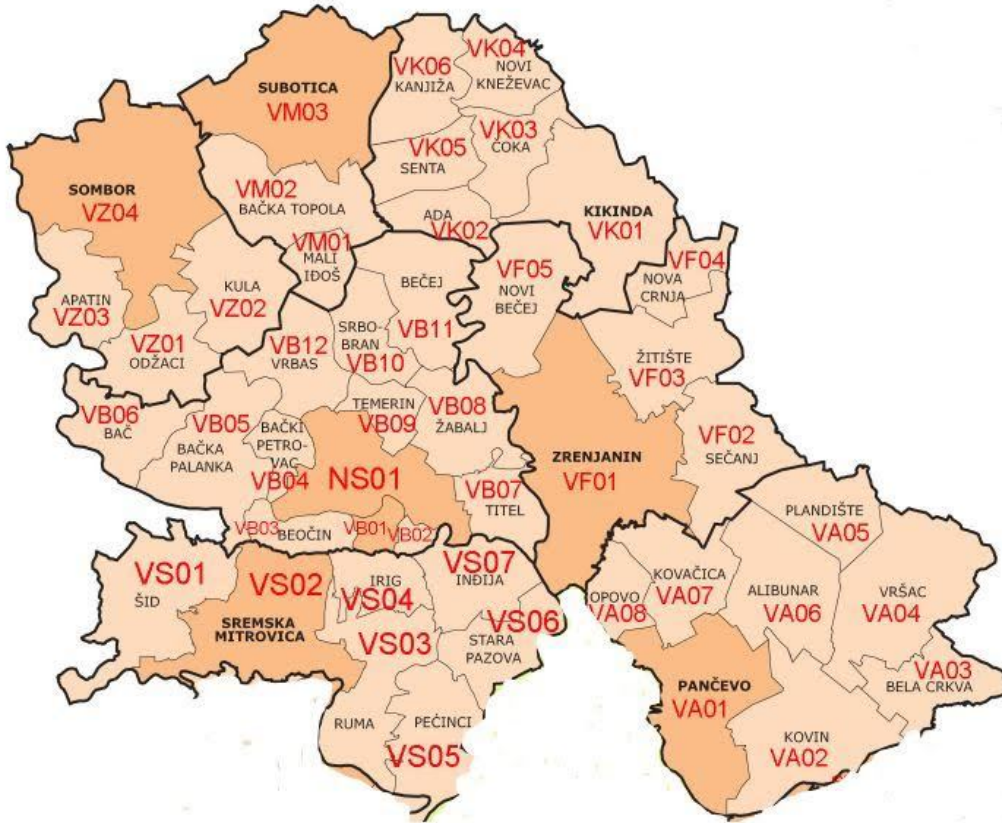 VK04
VK06
NOVI
KNEŽEVAC
KANJIŽA
SUBOTICA
VM03
VK03
ČOKA
VK05
SENTA
VM02
BAČKA TOPOLA
SOMBOR
VZ04
ADA
VK02
KIKINDA
VK01
VM01
MALI
IĐOŠ
VF04
NOVA
CRNJA
VF05
NOVI
BEČEJ
BEČEJ
VB11
KULA
VZ02
APATIN
VZ03
VZ01
ODŽACI
SRBO-
BRAN
VB10
VB12
VRBAS
ŽITIŠTE
VF03
VB06
BAČ
VB05
BAČKA
PALANKA
BAČKI
PETRO-
VAC
VB04
TEMERIN
VB09
VB08
ŽABALJ
VF02
SEČANJ
ZRENJANIN
VF01
NS01
VB07
TITEL
VB03
BEOČIN
VB01
VB02
PLANDIŠTE
VA05
VS01
ŠID
VS02
SREMSKA
MITROVICA
IRIG
VS04
VS07
INĐIJA
VS03
VS06
STARA
PAZOVA
OPOVO
VA08
KOVAČICA
VA07
ALIBUNAR
VA06
VRŠAC
VA04
VA03
BELA CRKVA
PANČEVO
VA01
RUMA
PEĆINCI
VS05
KOVIN
VA02